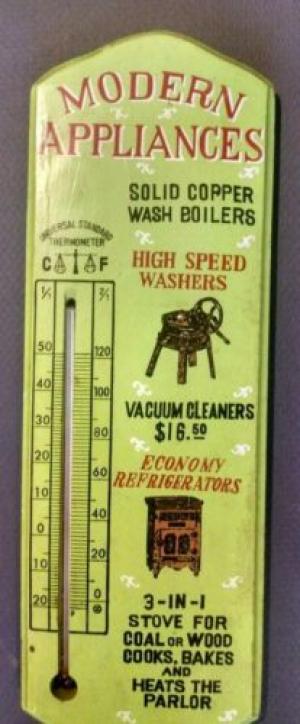 MODERN
APPLIANCES
SOLID COPPER
WASH BOILERS
UNIVERSAL STANDARD
THERMOMETER
C F
HIGH SPEED
WASHERS
50 120
40 100
30 80
20 60
10 40
0
10 20
20 0
VACUUM CLEANERS
$16.50
ECONOMY
REFRIGERATORS
3-IN-1
STOVE FOR
COAL OR WOOD
COOKS, BAKES
AND
HEATS THE
PARLOR